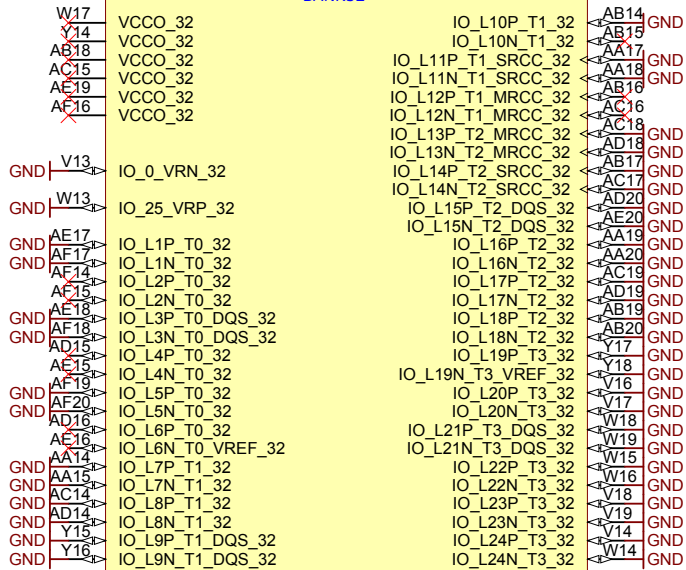 W17 VCCO_32 IO_L10P_T1_32 AB14 GND
Y14 VCCO_32 IO_L10N_T1_32 AB15
AB18 VCCO_32 IO_L11P_T1_SRCC_32 AA17 GND
AC15 VCCO_32 IO_L11N_T1_SRCC_32 AA18 GND
AE19 VCCO_32 IO_L12P_T1_MRCC_32 AB16
AF16 VCCO_32 IO_L12N_T1_MRCC_32 AC16
IO_L13P_T2_MRCC_32 AC18 GND
IO_L13N_T2_MRCC_32 AD18 GND
GND V13 IO_0_VRN_32 IO_L14P_T2_SRCC_32 AB17 GND
IO_L14N_T2_SRCC_32 AC17 GND
GND W13 IO_25_VRP_32 IO_L15P_T2_DQS_32 AD20 GND
IO_L15N_T2_DQS_32 AE20 GND
GND AE17 IO_L1P_T0_32 IO_L16P_T2_32 AA19 GND
GND AF17 IO_L1N_T0_32 IO_L16N_T2_32 AA20 GND
AF14 IO_L2P_T0_32 IO_L17P_T2_32 AC19 GND
AF15 IO_L2N_T0_32 IO_L17N_T2_32 AD19 GND
GND AE18 IO_L3P_T0_DQS_32 IO_L18P_T2_32 AB19 GND
GND AF18 IO_L3N_T0_DQS_32 IO_L18N_T2_32 AB20 GND
AD15 IO_L4P_T0_32 IO_L19P_T3_32 Y17 GND
AE15 IO_L4N_T0_32 IO_L19N_T3_VREF_32 Y18 GND
GND AF19 IO_L5P_T0_32 IO_L20P_T3_32 V16 GND
GND AF20 IO_L5N_T0_32 IO_L20N_T3_32 V17 GND
AD16 IO_L6P_T0_32 IO_L21P_T3_DQS_32 W18 GND
AE16 IO_L6N_T0_VREF_32 IO_L21N_T3_DQS_32 W19 GND
GND AA14 IO_L7P_T1_32 IO_L22P_T3_32 W15 GND
GND AA15 IO_L7N_T1_32 IO_L22N_T3_32 W16 GND
GND AC14 IO_L8P_T1_32 IO_L23P_T3_32 V18 GND
GND AD14 IO_L8N_T1_32 IO_L23N_T3_32 V19 GND
GND Y15 IO_L9P_T1_DQS_32 IO_L24P_T3_32 V14 GND
GND Y16 IO_L9N_T1_DQS_32 IO_L24N_T3_32 W14 GND